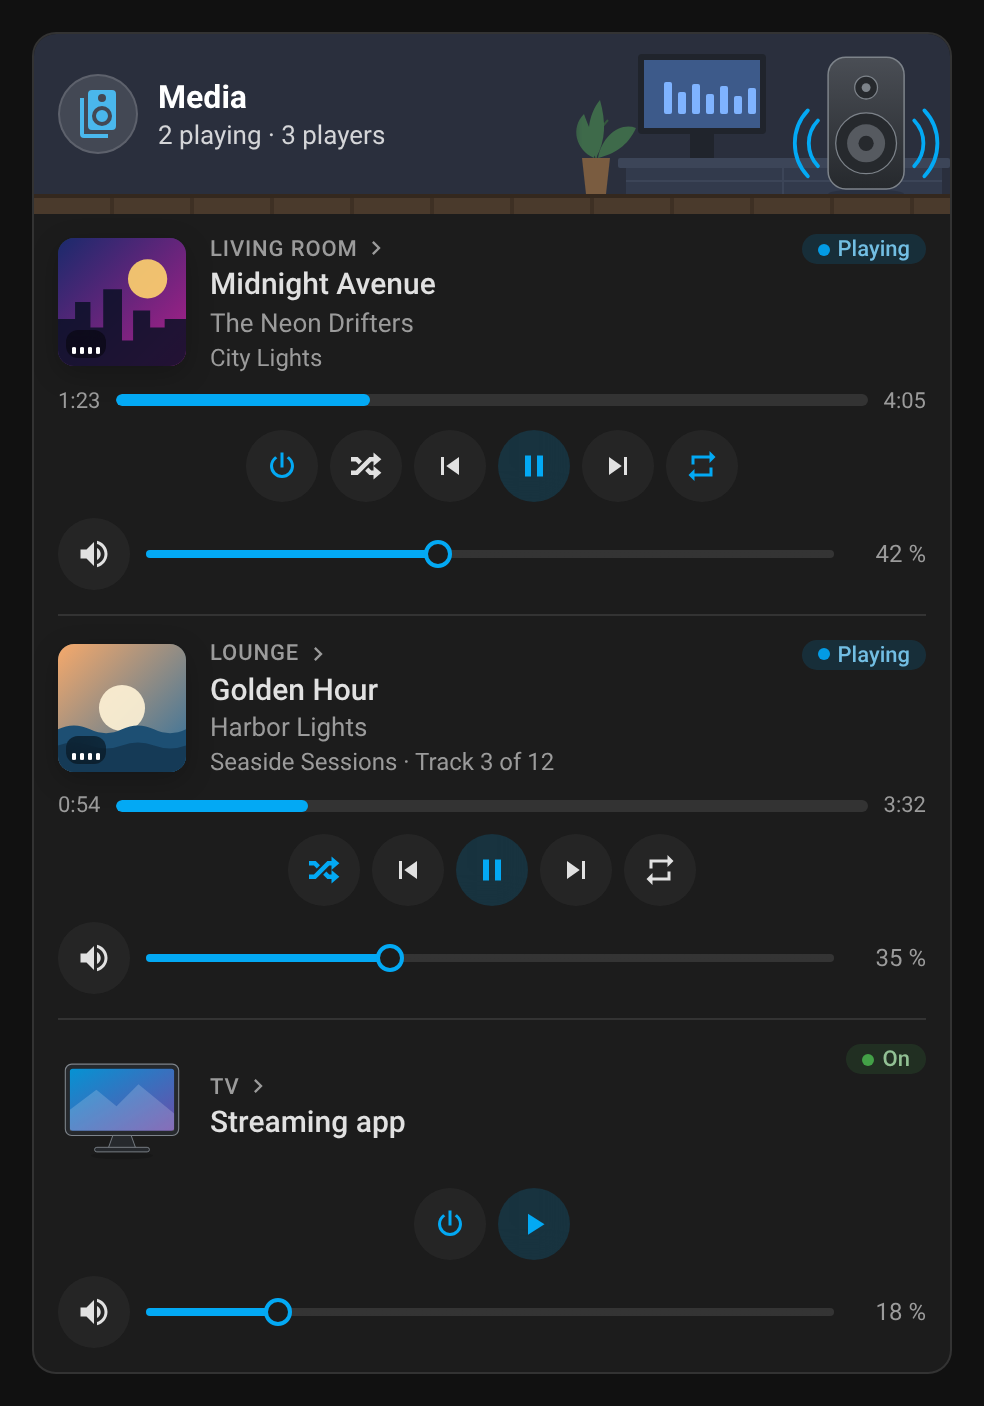 Media
2 playing · 3 players
LIVING ROOM
Playing
Midnight Avenue
The Neon Drifters
City Lights
1:23
4:05
42 %
LOUNGE
Playing
Golden Hour
Harbor Lights
Seaside Sessions · Track 3 of 12
0:54
3:32
35 %
On
TV
Streaming app
18 %